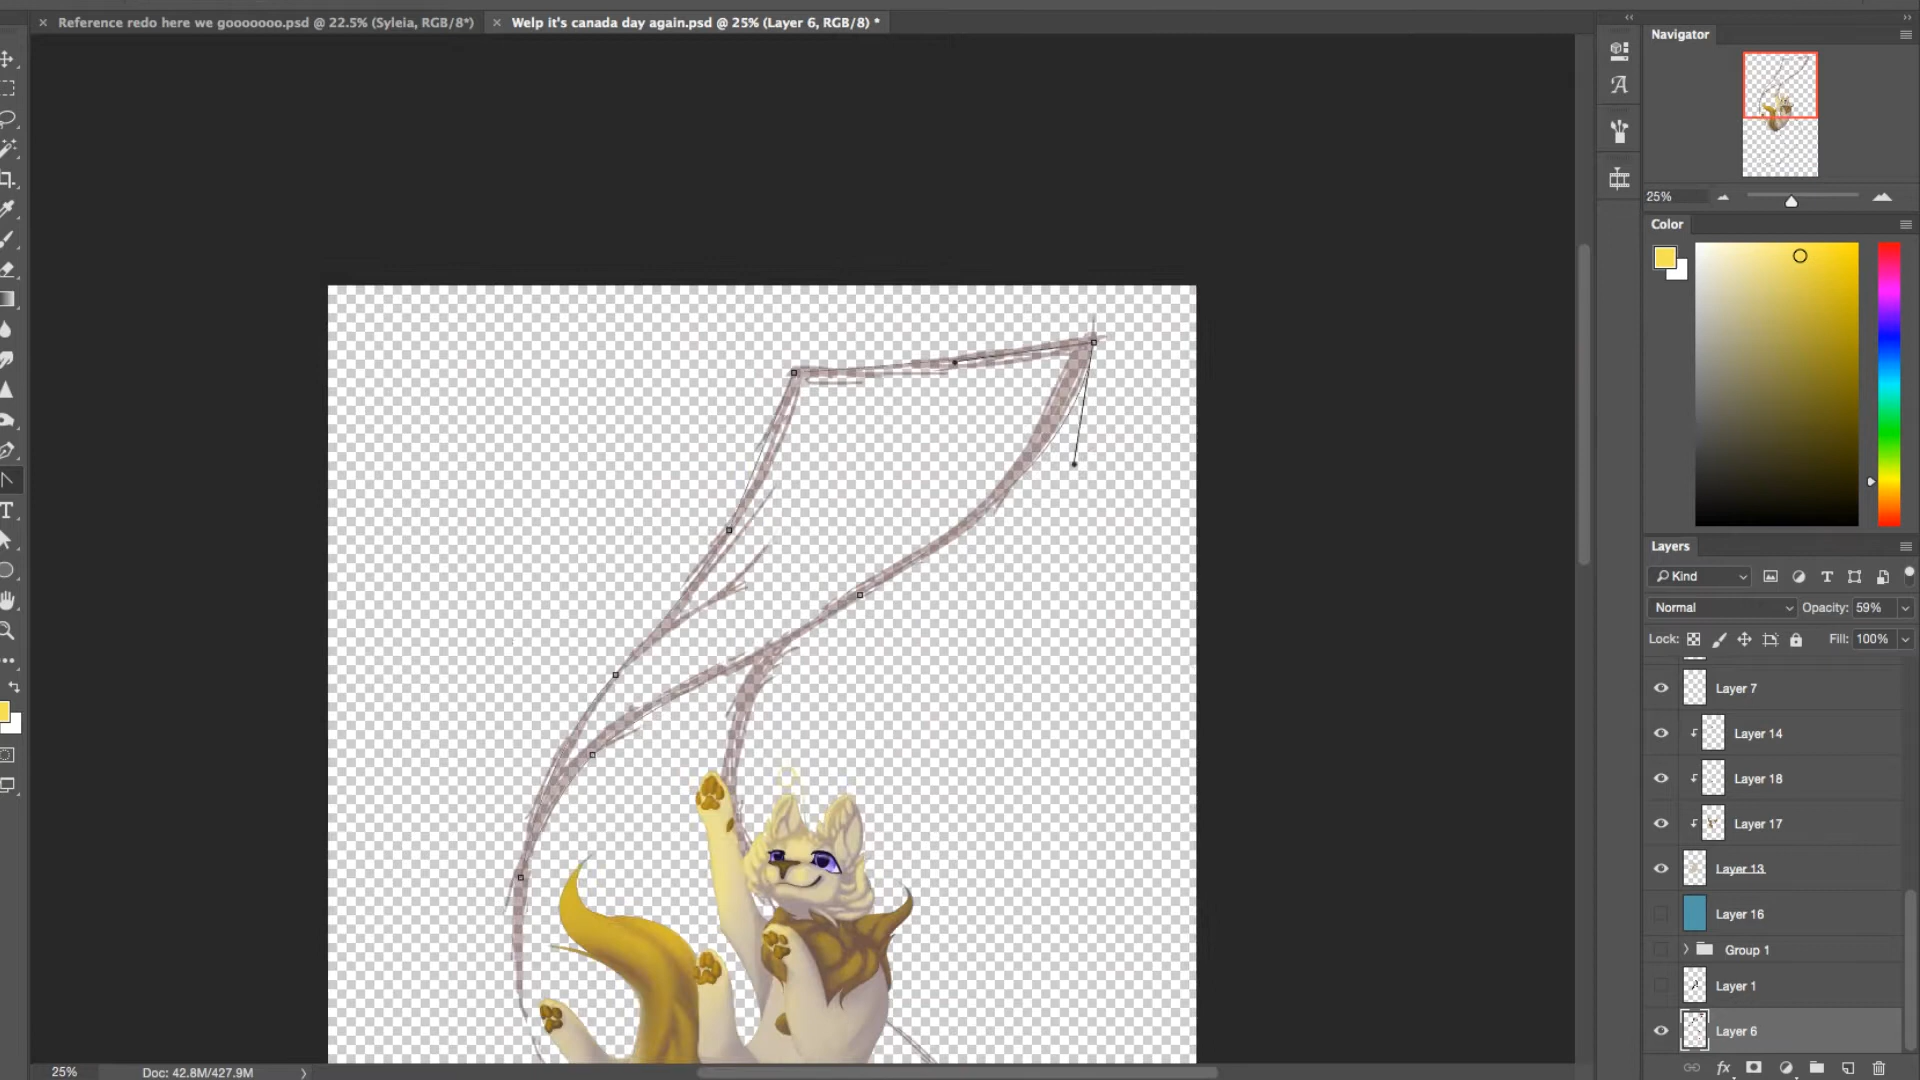 Reference redo here we gooooooo.psd @ 22.5% (Syleia, RGB/8*)
Welp it's canada day again.psd @ 25% (Layer 6, RGB/8) *
Navigator
25%
Color
Layers
Kind
Normal
Opacity: 59%
Lock:
Fill: 100%
Layer 7
Layer 14
Layer 18
Layer 17
Layer 13
Layer 16
Group 1
Layer 1
Layer 6
fx
25%
Doc: 42.8M/427.9M